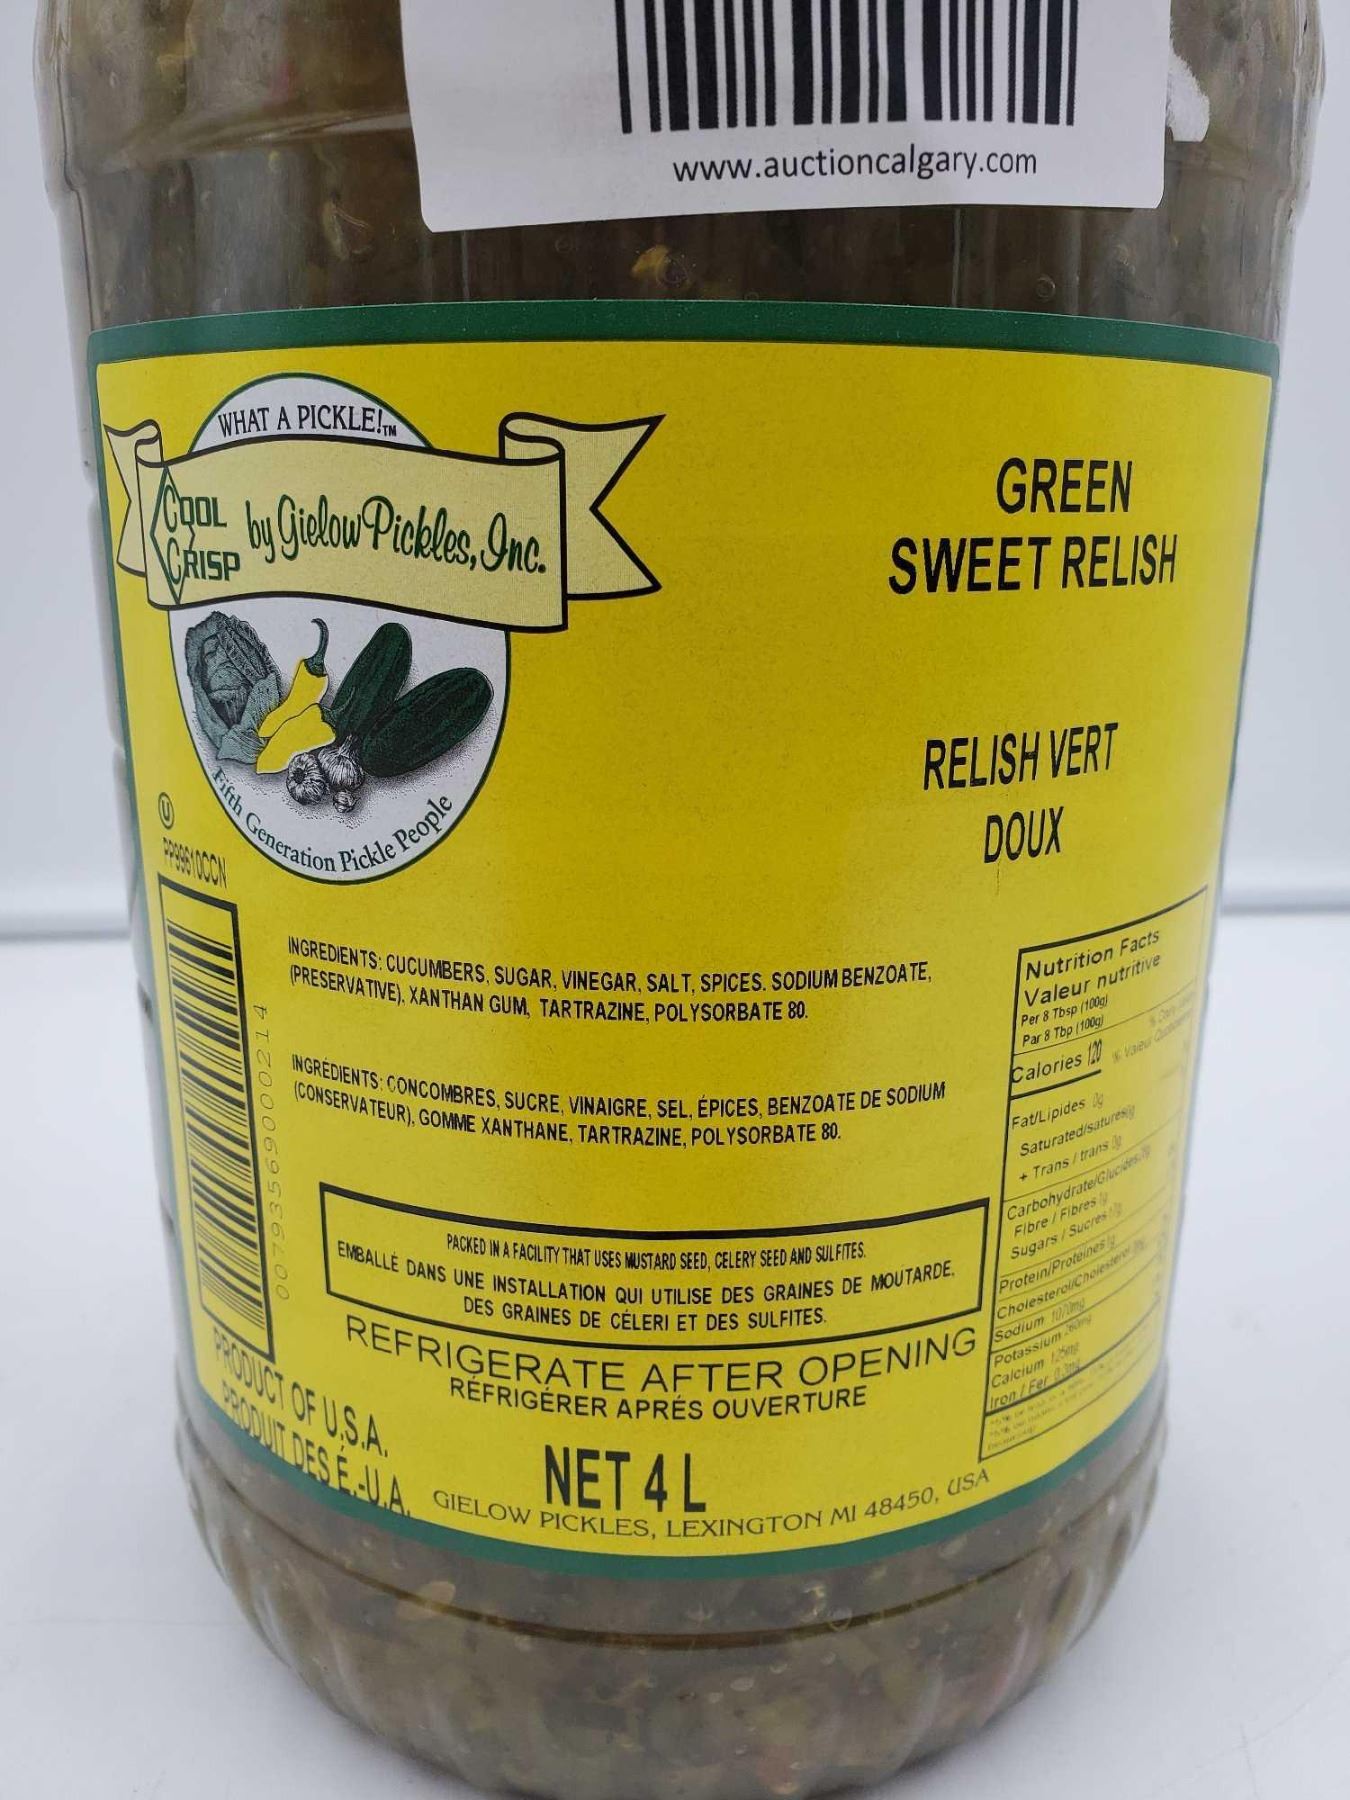 www.auctioncalgary.com
WHAT A PICKLE!™
COOL CRISP by Gielow Pickles, Inc.
Fifth Generation Pickle People
GREEN
SWEET RELISH
RELISH VERT
DOUX
U
PP99610CCN
00793569000214
INGREDIENTS: CUCUMBERS, SUGAR, VINEGAR, SALT, SPICES. SODIUM BENZOATE,
(PRESERVATIVE), XANTHAN GUM, TARTRAZINE, POLYSORBATE 80.
INGRÉDIENTS: CONCOMBRES, SUCRE, VINAIGRE, SEL, ÉPICES, BENZOATE DE SODIUM
(CONSERVATEUR), GOMME XANTHANE, TARTRAZINE, POLYSORBATE 80.
PACKED IN A FACILITY THAT USES MUSTARD SEED, CELERY SEED AND SULFITES.
EMBALLÉ DANS UNE INSTALLATION QUI UTILISE DES GRAINES DE MOUTARDE,
DES GRAINES DE CÉLERI ET DES SULFITES.
REFRIGERATE AFTER OPENING
RÉFRIGÉRER APRÉS OUVERTURE
PRODUCT OF U.S.A.
PRODUIT DES É.-U.A.
NET 4 L
GIELOW PICKLES, LEXINGTON MI 48450, USA
Nutrition Facts
Valeur nutritive
Per 8 Tbsp (100g)
Par 8 Tbp (100g)
Calories 120
Fat/Lipides 0g
Saturated/saturés
+ Trans / trans 0g
Carbohydrate/Glucides
Fibre / Fibres
Sugars / Sucres
Protein/Protéines
Cholesterol/Cholestérol
Sodium 1070mg
Potassium 260mg
Calcium 125mg
Iron / Fer